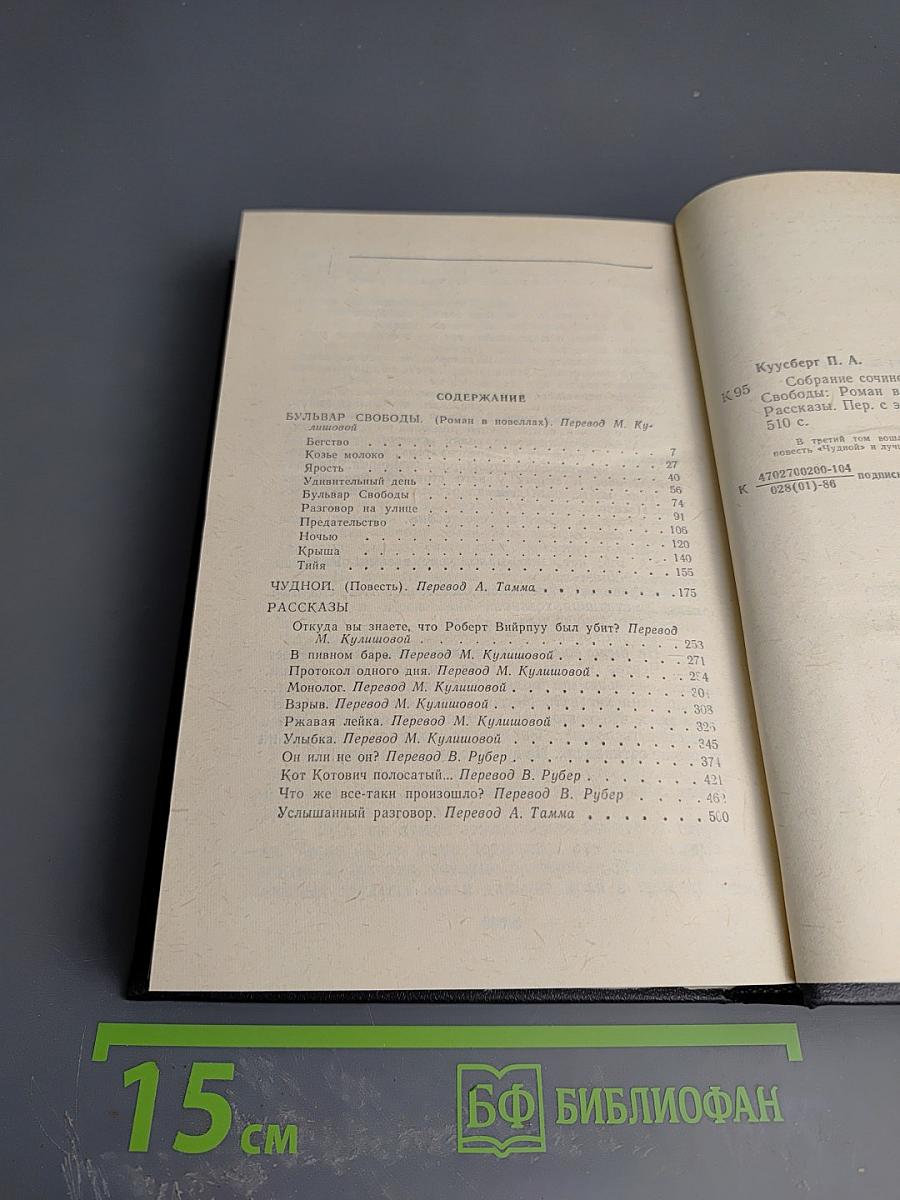 СОДЕРЖАНИЕ
БУЛЬВАР СВОБОДЫ. (Роман в новеллах). Перевод М. Ку-
лишовой
Бегство . . . . . . . . . . . . . . . 7
Козье молоко . . . . . . . . . . . . . 27
Ярость . . . . . . . . . . . . . . . 40
Удивительный день . . . . . . . . . . . 56
Бульвар Свободы . . . . . . . . . . . . 74
Разговор на улице . . . . . . . . . . . 91
Предательство . . . . . . . . . . . . . 106
Ночью . . . . . . . . . . . . . . . 120
Крыша . . . . . . . . . . . . . . . 140
Тийя . . . . . . . . . . . . . . . 155
ЧУДНОЙ. (Повесть). Перевод А. Тамма . . . . . . . . 175
РАССКАЗЫ
Откуда вы знаете, что Роберт Вийрпуу был убит? Перевод
М. Кулишовой . . . . . . . . . . . . . 253
В пивном баре. Перевод М. Кулишовой . . . . . . . 271
Протокол одного дня. Перевод М. Кулишовой . . . . .
Монолог. Перевод М. Кулишовой . . . . . . . . .
Взрыв. Перевод М. Кулишовой . . . . . . . . . . 308
Ржавая лейка. Перевод М. Кулишовой . . . . . . .
Улыбка. Перевод М. Кулишовой . . . . . . . . . 345
Он или не он? Перевод В. Рубер . . . . . . . . . 374
Кот Котович полосатый... Перевод В. Рубер . . . . . . 421
Что же все-таки произошло? Перевод В. Рубер . . . .
Услышанный разговор. Перевод А. Тамма . . . . . . . 500
Куусберг П. А.
К 95
Собрание сочине
Свободы: Роман в
Рассказы. Пер. с э
510 с.
В третий том вош
повесть «Чудной» и луч
К 4702700200-104 подпис
028(01)-86
15 см
БФ БИБЛИОФАН